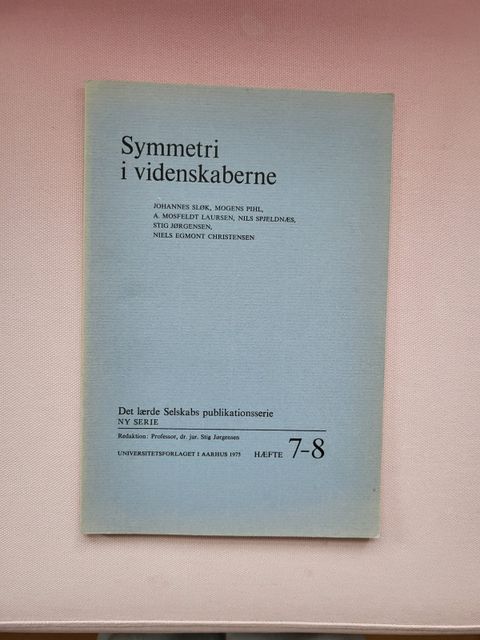 Symmetri
i videnskaberne
JOHANNES SLØK, MOGENS PIHL,
A. MOSFELDT LAURSEN, NILS SPJELDNÆS,
STIG JØRGENSEN,
NIELS EGMONT CHRISTENSEN
Det lærde Selskabs publikationsserie
NY SERIE
Redaktion: Professor, dr. jur. Stig Jørgensen
UNIVERSITETSFORLAGET I AARHUS 1975 HÆFTE 7-8